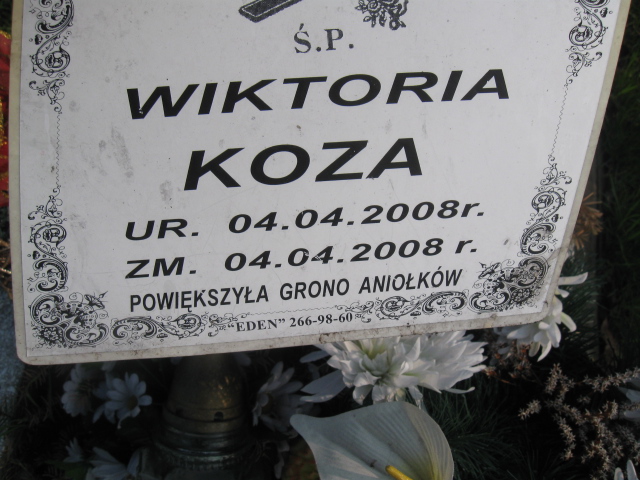 Ś.P.
WIKTORIA
KOZA
UR. 04.04.2008r.
ZM. 04.04.2008 r.
POWIĘKSZYŁA GRONO ANIOŁKÓW
"EDEN" 266-98-60